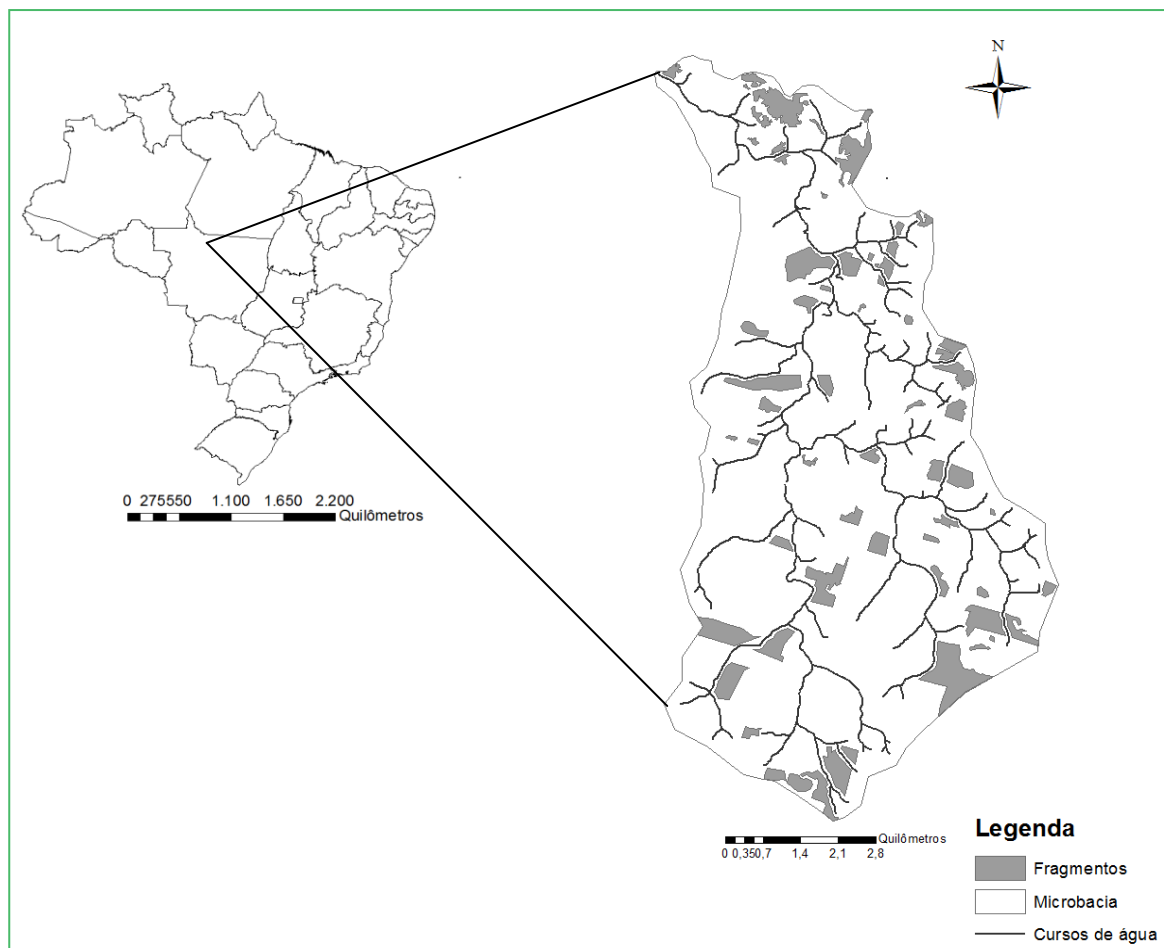 N
0 275550 1.100 1.650 2.200
Quilômetros
Quilômetros
0 0,350,7 1,4 2,1 2,8
Legenda
Fragmentos
Microbacia
Cursos de água